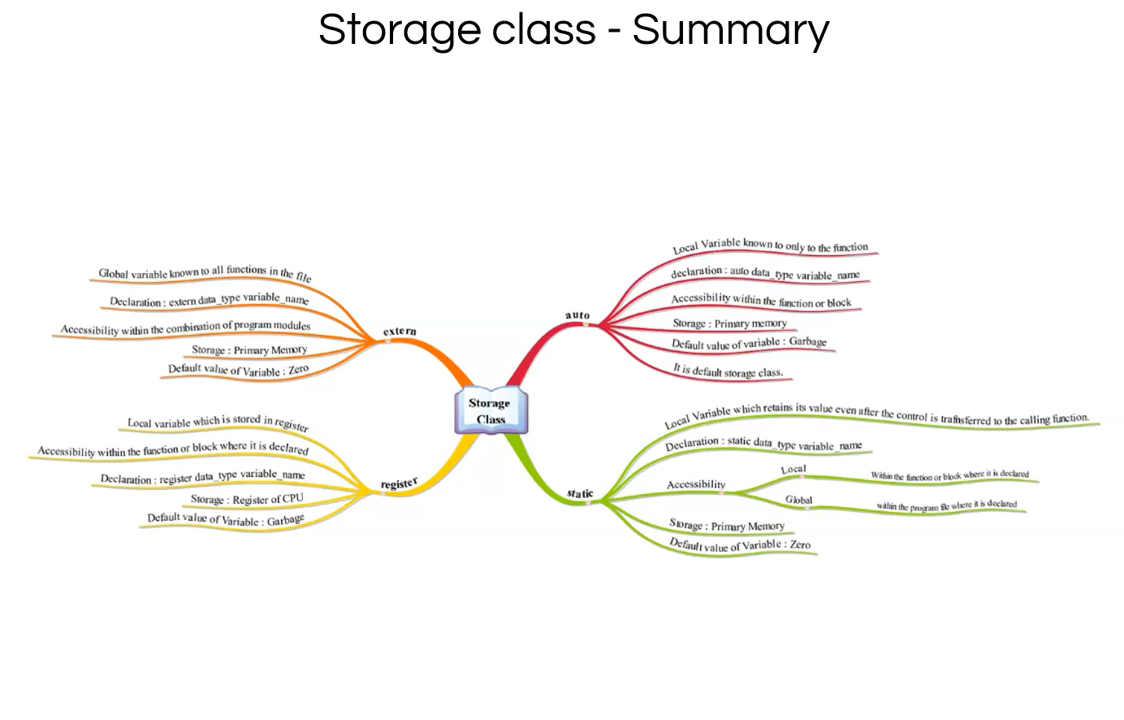 Storage class - Summary
Storage
Class
auto
Local Variable known to only to the function
declaration : auto data_type variable_name
Accessibility within the function or block
Storage : Primary memory
Default value of variable : Garbage
It is default storage class.
static
Local Variable which retains its value even after the control is trafnsferred to the calling function.
Declaration : static data_type variable_name
Accessibility
Local
Within the function or block where it is declared
Global
within the program file where it is declared
Storage : Primary Memory
Default value of Variable : Zero
extern
Global variable known to all functions in the file
Declaration : extern data_type variable_name
Accessibility within the combination of program modules
Storage : Primary Memory
Default value of Variable : Zero
register
Local variable which is stored in register
Accessibility within the function or block where it is declared
Declaration : register data_type variable_name
Storage : Register of CPU
Default value of Variable : Garbage